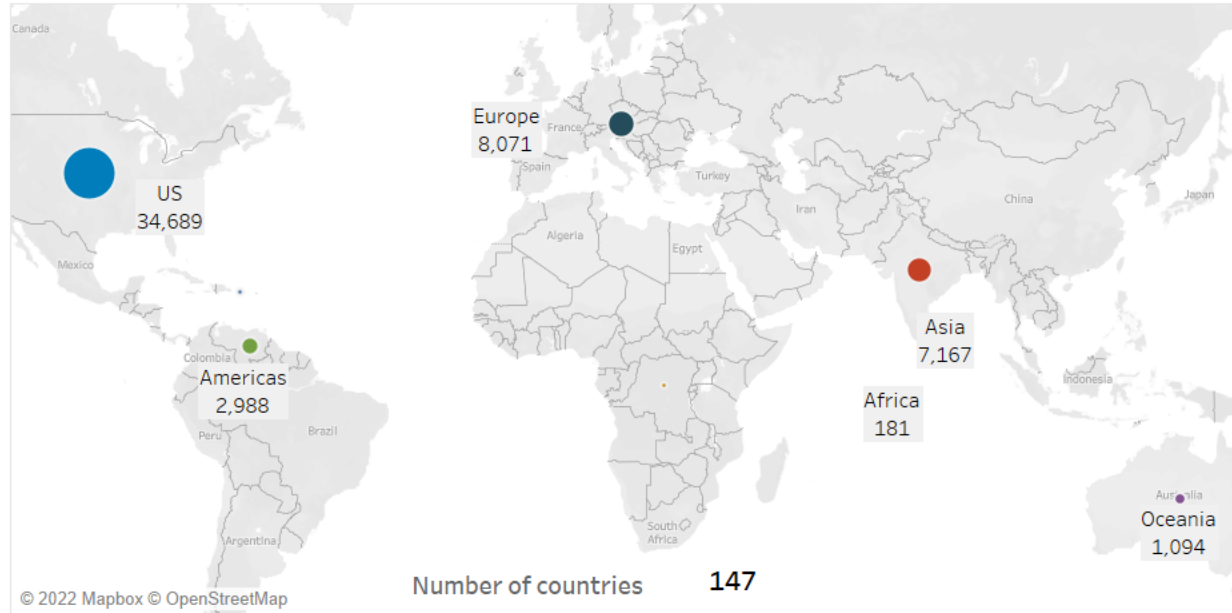 Canada
Europe
8,071
France
Spain
Turkey
US
34,689
Mexico
Algeria
Egypt
Iran
China
Japan
Asia
7,167
Colombia
Americas
2,988
Peru
Brazil
Africa
181
Indonesia
Australia
Oceania
1,094
South
Africa
Argentina
Number of countries 147
© 2022 Mapbox © OpenStreetMap